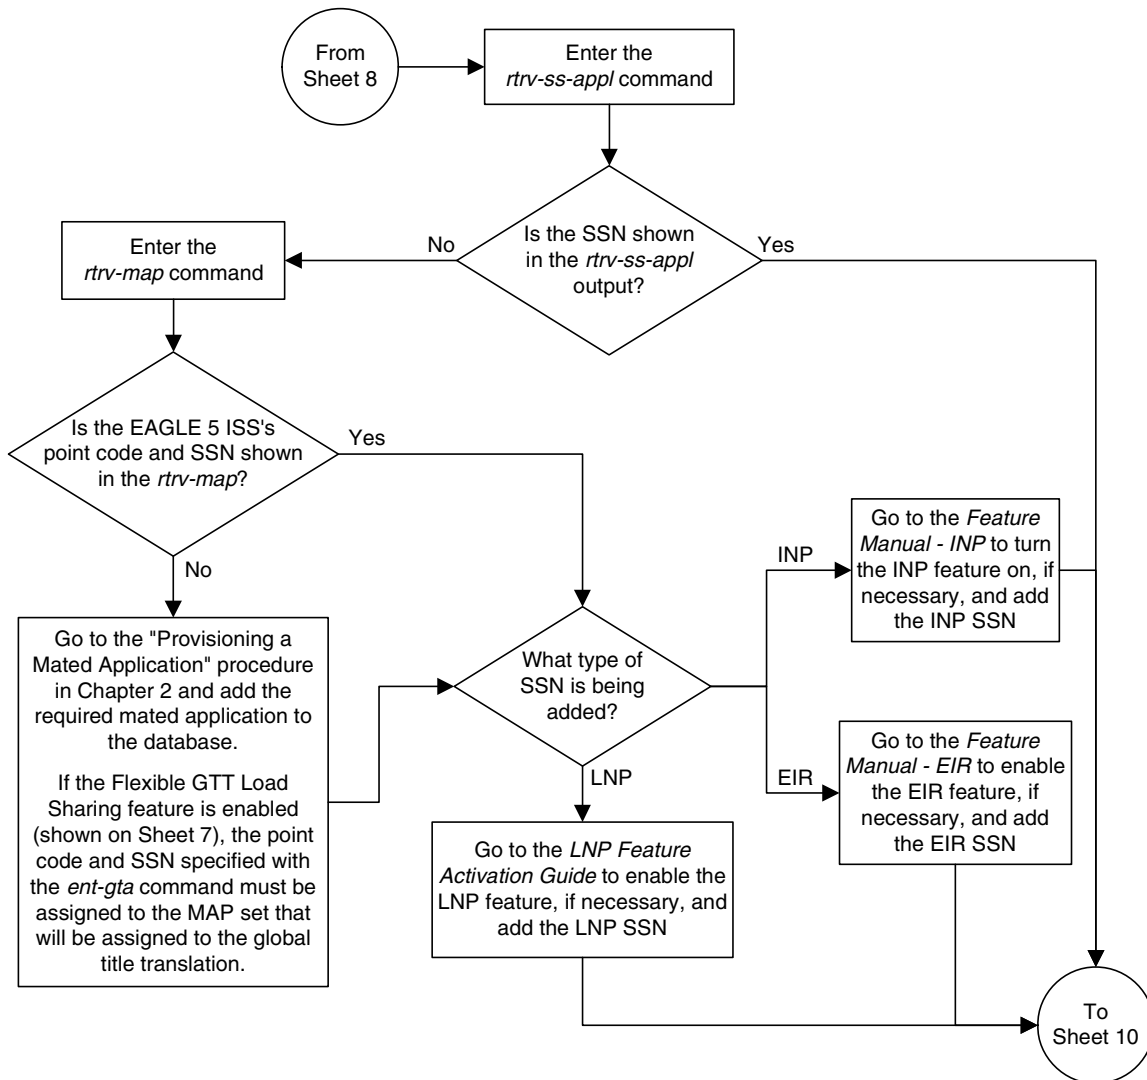 From
Sheet 8
Enter the
rtrv-ss-appl command
Is the SSN shown
in the rtrv-ss-appl
output?
No
Yes
Enter the
rtrv-map command
Is the EAGLE 5 ISS's
point code and SSN shown
in the rtrv-map?
Yes
No
Go to the "Provisioning a
Mated Application" procedure
in Chapter 2 and add the
required mated application to
the database.
If the Flexible GTT Load
Sharing feature is enabled
(shown on Sheet 7), the point
code and SSN specified with
the ent-gta command must be
assigned to the MAP set that
will be assigned to the global
title translation.
What type of
SSN is being
added?
INP
Go to the Feature
Manual - INP to turn
the INP feature on, if
necessary, and add
the INP SSN
EIR
Go to the Feature
Manual - EIR to enable
the EIR feature, if
necessary, and add
the EIR SSN
LNP
Go to the LNP Feature
Activation Guide to enable the
LNP feature, if necessary, and
add the LNP SSN
To
Sheet 10